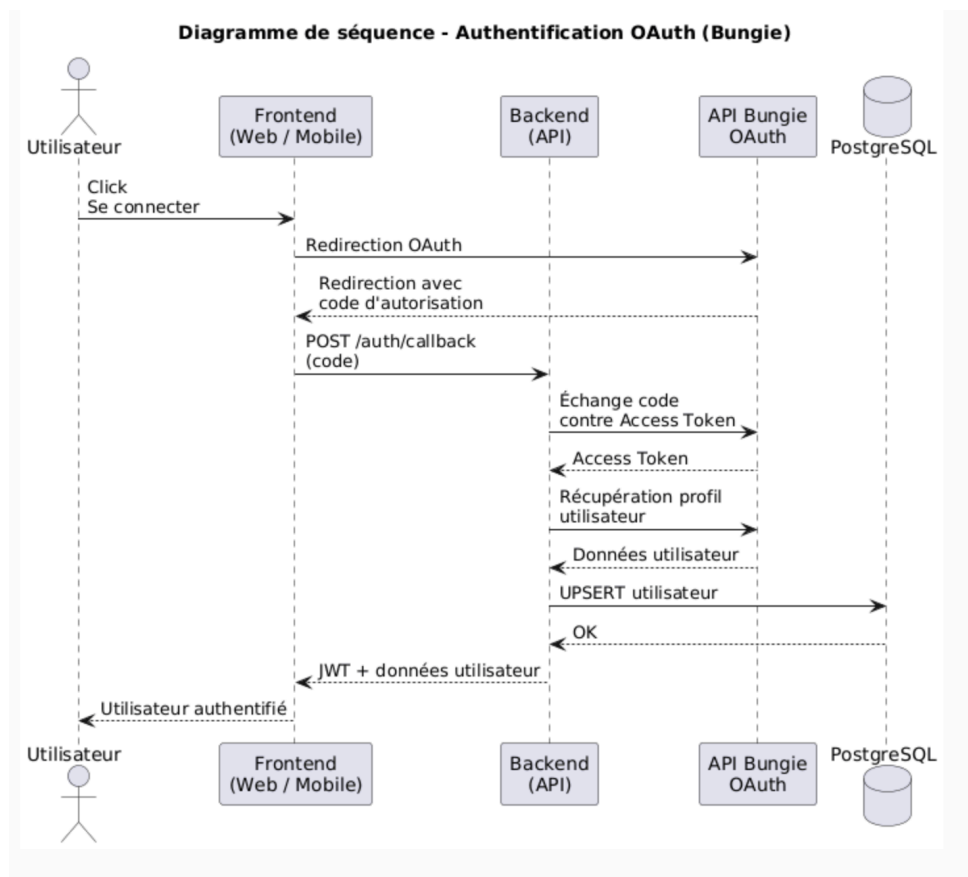 Diagramme de séquence - Authentification OAuth (Bungie)
Utilisateur
Frontend
(Web / Mobile)
Backend
(API)
API Bungie
OAuth
PostgreSQL
Click
Se connecter
Redirection OAuth
Redirection avec
code d'autorisation
POST /auth/callback
(code)
Échange code
contre Access Token
Access Token
Récupération profil
utilisateur
Données utilisateur
UPSERT utilisateur
OK
JWT + données utilisateur
Utilisateur authentifié
Utilisateur
Frontend
(Web / Mobile)
Backend
(API)
API Bungie
OAuth
PostgreSQL